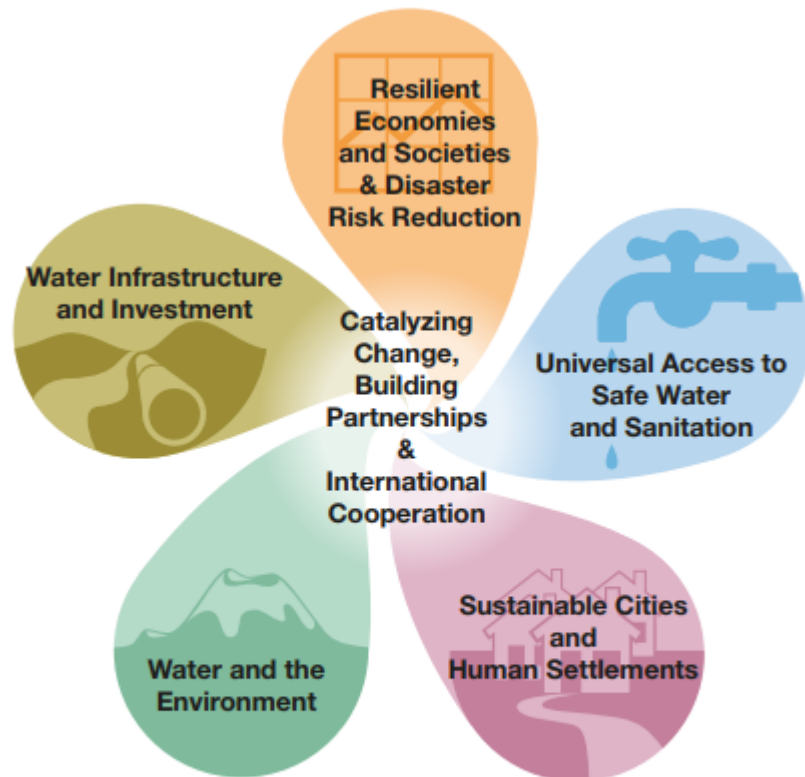 Resilient
Economies
and Societies
& Disaster
Risk Reduction
Water Infrastructure
and Investment
Catalyzing
Change,
Building
Partnerships
&
International
Cooperation
Universal Access to
Safe Water
and Sanitation
Water and the
Environment
Sustainable Cities
and
Human Settlements